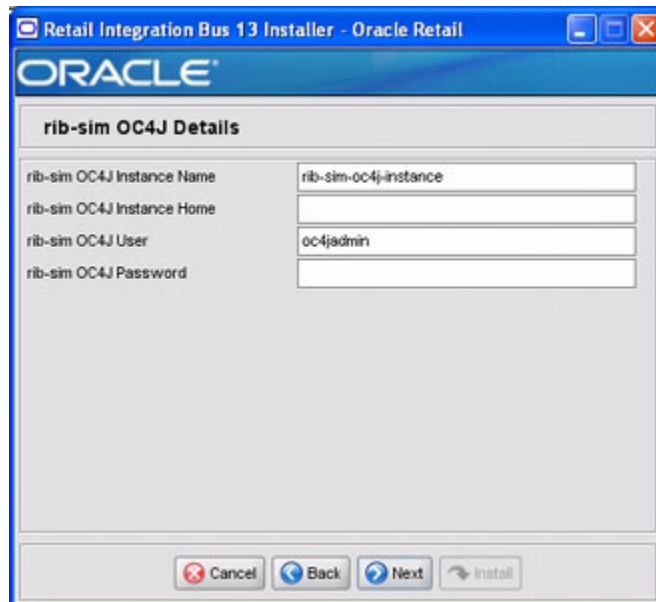 Retail Integration Bus 13 Installer - Oracle Retail
ORACLE
rib-sim OC4J Details
rib-sim OC4J Instance Name rib-sim-oc4j-instance
rib-sim OC4J Instance Home
rib-sim OC4J User oc4jadmin
rib-sim OC4J Password
Cancel Back Next Install